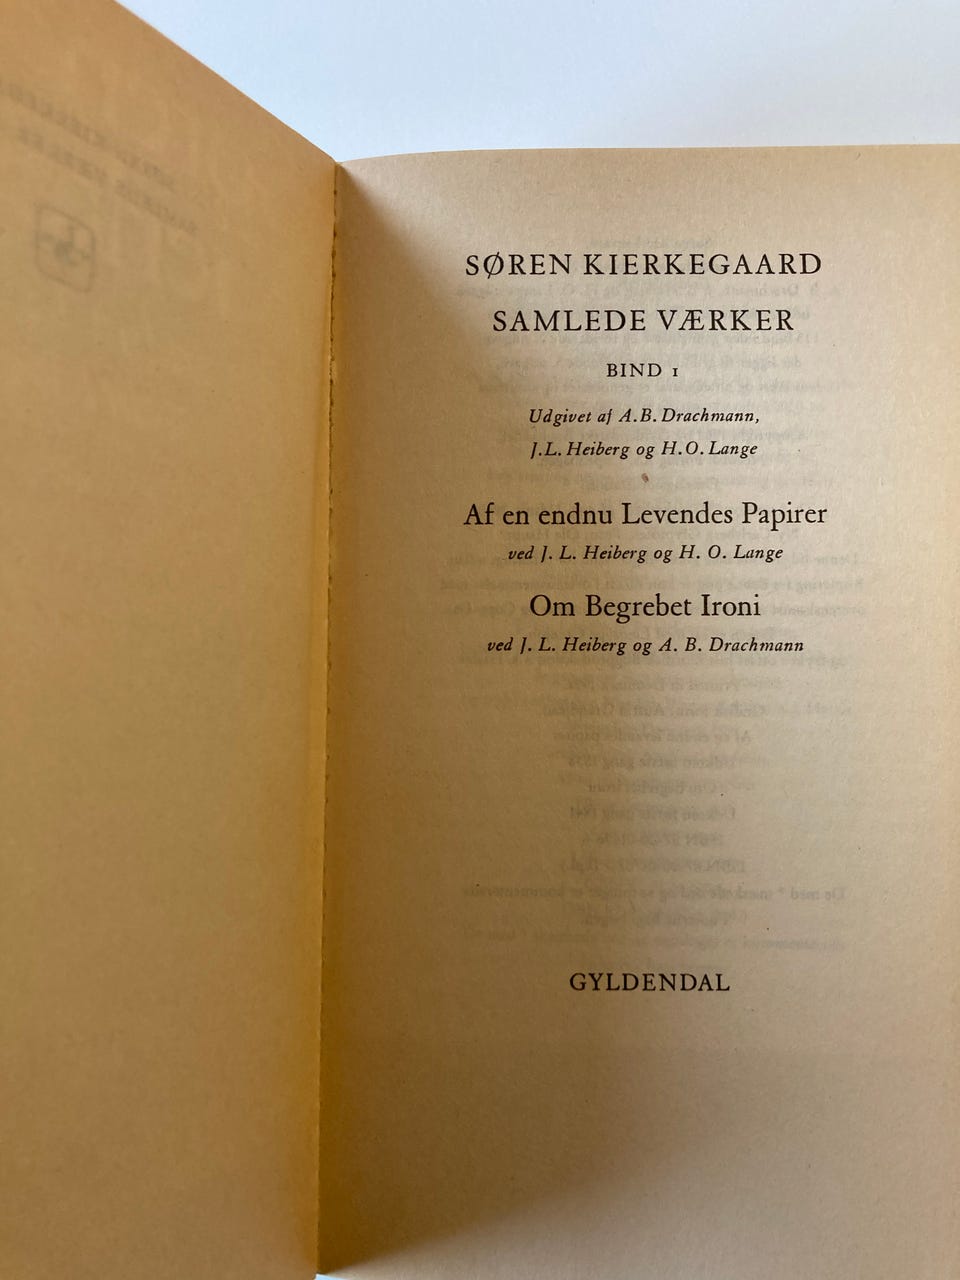 SØREN KIERKEGAARD
SAMLEDE VÆRKER
BIND 1
Udgivet af A.B. Drachmann,
J.L. Heiberg og H.O. Lange
Af en endnu Levendes Papirer
ved J. L. Heiberg og H. O. Lange
Om Begrebet Ironi
ved J. L. Heiberg og A. B. Drachmann
GYLDENDAL